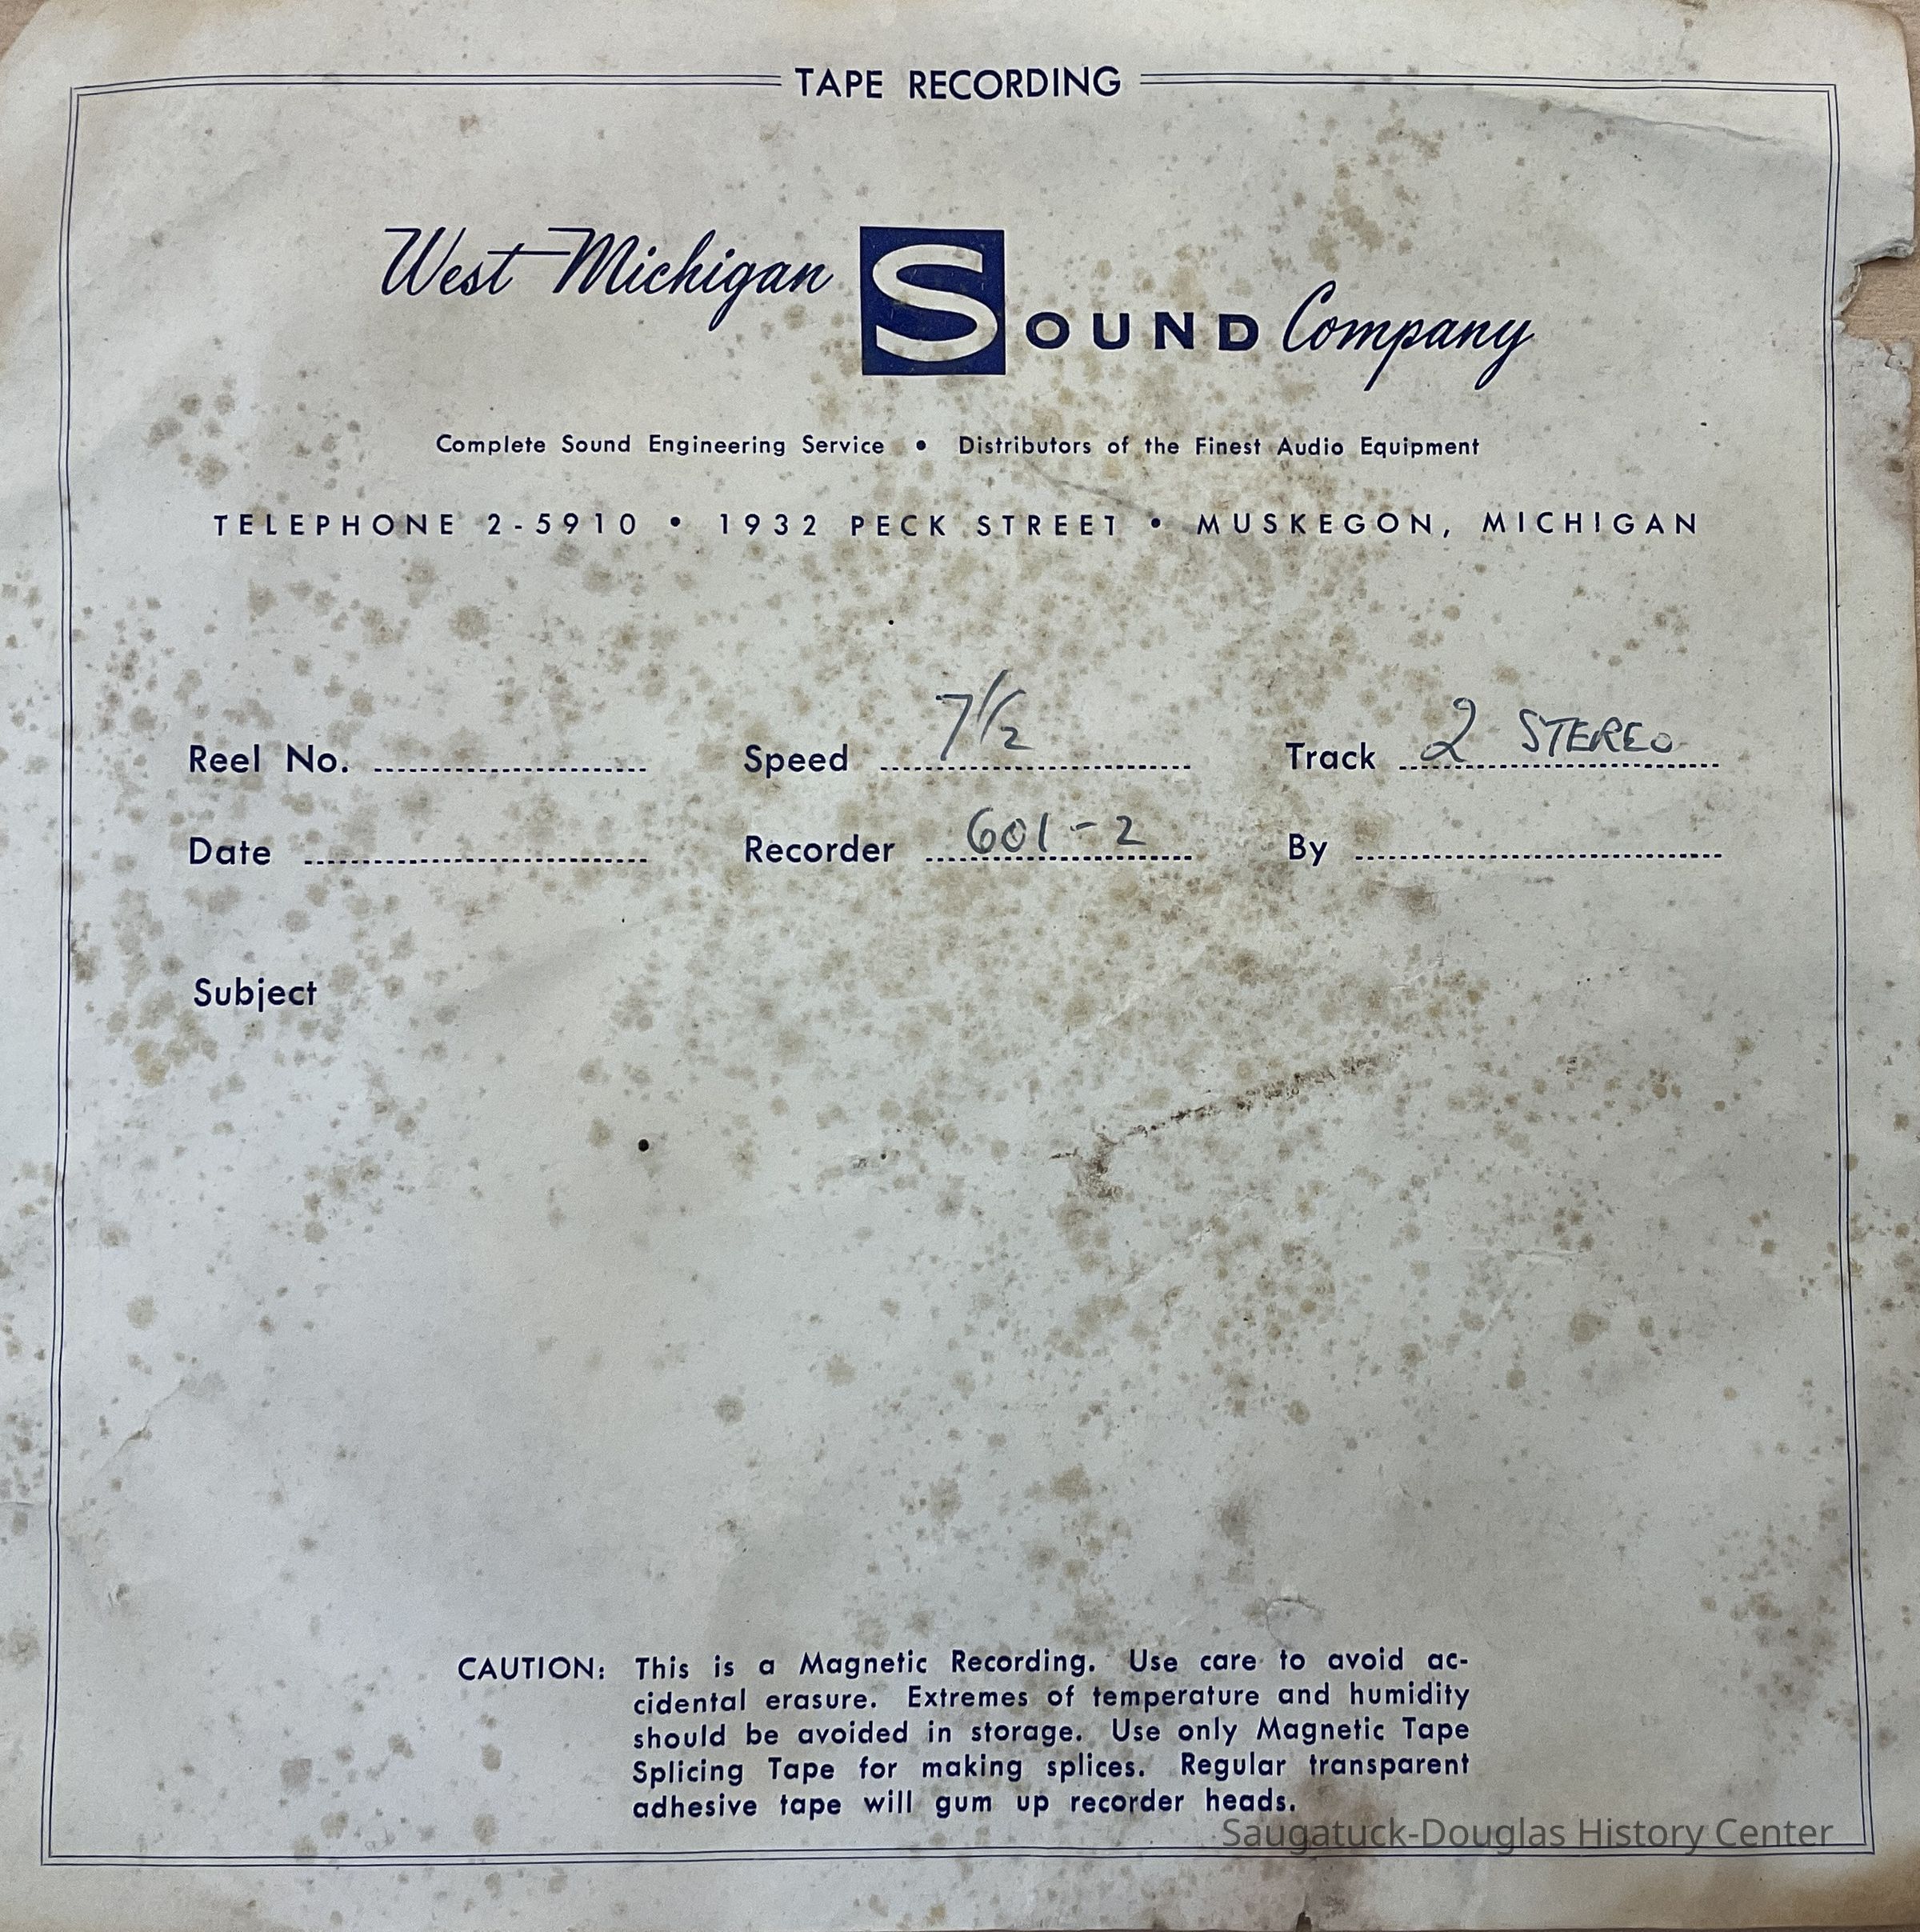 TAPE RECORDING
West Michigan SOUND Company
Complete Sound Engineering Service • Distributors of the Finest Audio Equipment
TELEPHONE 2-5910 • 1932 PECK STREET • MUSKEGON, MICHIGAN
Reel No. Speed 7 1/2 Track 2 STEREO
Date Recorder 601-2 By
Subject
CAUTION: This is a Magnetic Recording. Use care to avoid ac-
cidental erasure. Extremes of temperature and humidity
should be avoided in storage. Use only Magnetic Tape
Splicing Tape for making splices. Regular transparent
adhesive tape will gum up recorder heads.
Saugatuck-Douglas History Center